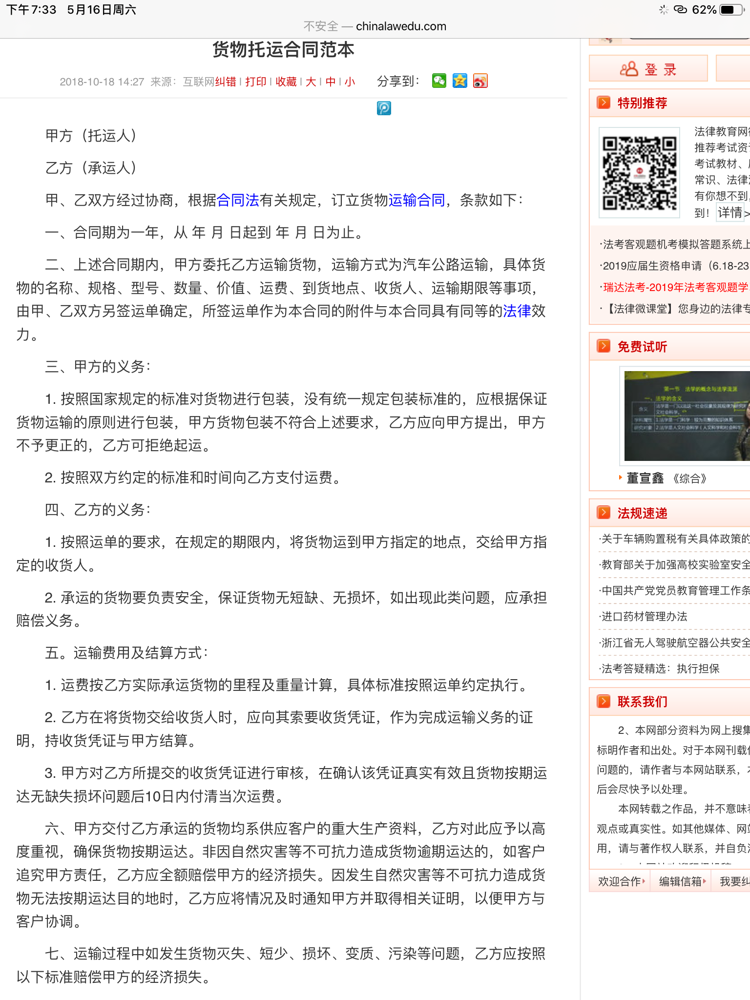 下午7:33 5月16日周六
62%
不安全 — chinalawedu.com
货物托运合同范本
2018-10-18 14:27 来源：互联网纠错 | 打印 | 收藏 | 大 | 中 | 小
分享到：
甲方（托运人）
乙方（承运人）
甲、乙双方经过协商，根据合同法有关规定，订立货物运输合同，条款如下：
一、合同期为一年，从 年 月 日起到 年 月 日为止。
二、上述合同期内，甲方委托乙方运输货物，运输方式为汽车公路运输，具体货
物的名称、规格、型号、数量、价值、运费、到货地点、收货人、运输期限等事项，
由甲、乙双方另签运单确定，所签运单作为本合同的附件与本合同具有同等的法律效
力。
三、甲方的义务：
1. 按照国家规定的标准对货物进行包装，没有统一规定包装标准的，应根据保证
货物运输的原则进行包装，甲方货物包装不符合上述要求，乙方应向甲方提出，甲方
不予更正的，乙方可拒绝起运。
2. 按照双方约定的标准和时间向乙方支付运费。
四、乙方的义务：
1. 按照运单的要求，在规定的期限内，将货物运到甲方指定的地点，交给甲方指
定的收货人。
2. 承运的货物要负责安全，保证货物无短缺、无损坏，如出现此类问题，应承担
赔偿义务。
五。运输费用及结算方式：
1. 运费按乙方实际承运货物的里程及重量计算，具体标准按照运单约定执行。
2. 乙方在将货物交给收货人时，应向其索要收货凭证，作为完成运输义务的证
明，持收货凭证与甲方结算。
3. 甲方对乙方所提交的收货凭证进行审核，在确认该凭证真实有效且货物按期运
达无缺失损坏问题后10日内付清当次运费。
六、甲方交付乙方承运的货物均系供应客户的重大生产资料，乙方对此应予以高
度重视，确保货物按期运达。非因自然灾害等不可抗力造成货物逾期运达的，如客户
追究甲方责任，乙方应全额赔偿甲方的经济损失。因发生自然灾害等不可抗力造成货
物无法按期运达目的地时，乙方应将情况及时通知甲方并取得相关证明，以便甲方与
客户协调。
七、运输过程中如发生货物灭失、短少、损坏、变质、污染等问题，乙方应按照
以下标准赔偿甲方的经济损失。
登 录
特别推荐
法律教育网
推荐考试资
考试教材、
常识、法律
有你想不到，
到！ 详情>
·法考客观题机考模拟答题系统上
·2019应届生资格申请（6.18-23
·瑞达法考-2019年法考客观题学
·【法律微课堂】您身边的法律专
免费试听
第一节 法学的概念与法学流派
一、法学的含义
董宣鑫 《综合》
法规速递
·关于车辆购置税有关具体政策的
·教育部关于加强高校实验室安全
·中国共产党党员教育管理工作条
·进口药材管理办法
·浙江省无人驾驶航空器公共安全
·法考答疑精选：执行担保
联系我们
2、本网部分资料为网上搜集
标明作者和出处。对于本网刊载
问题的，请作者与本网站联系，
后会尽快予以处理。
本网转载之作品，并不意味着
观点或真实性。如其他媒体、网站
用，请与著作权人联系，并自负
欢迎合作 编辑信箱 我要纠